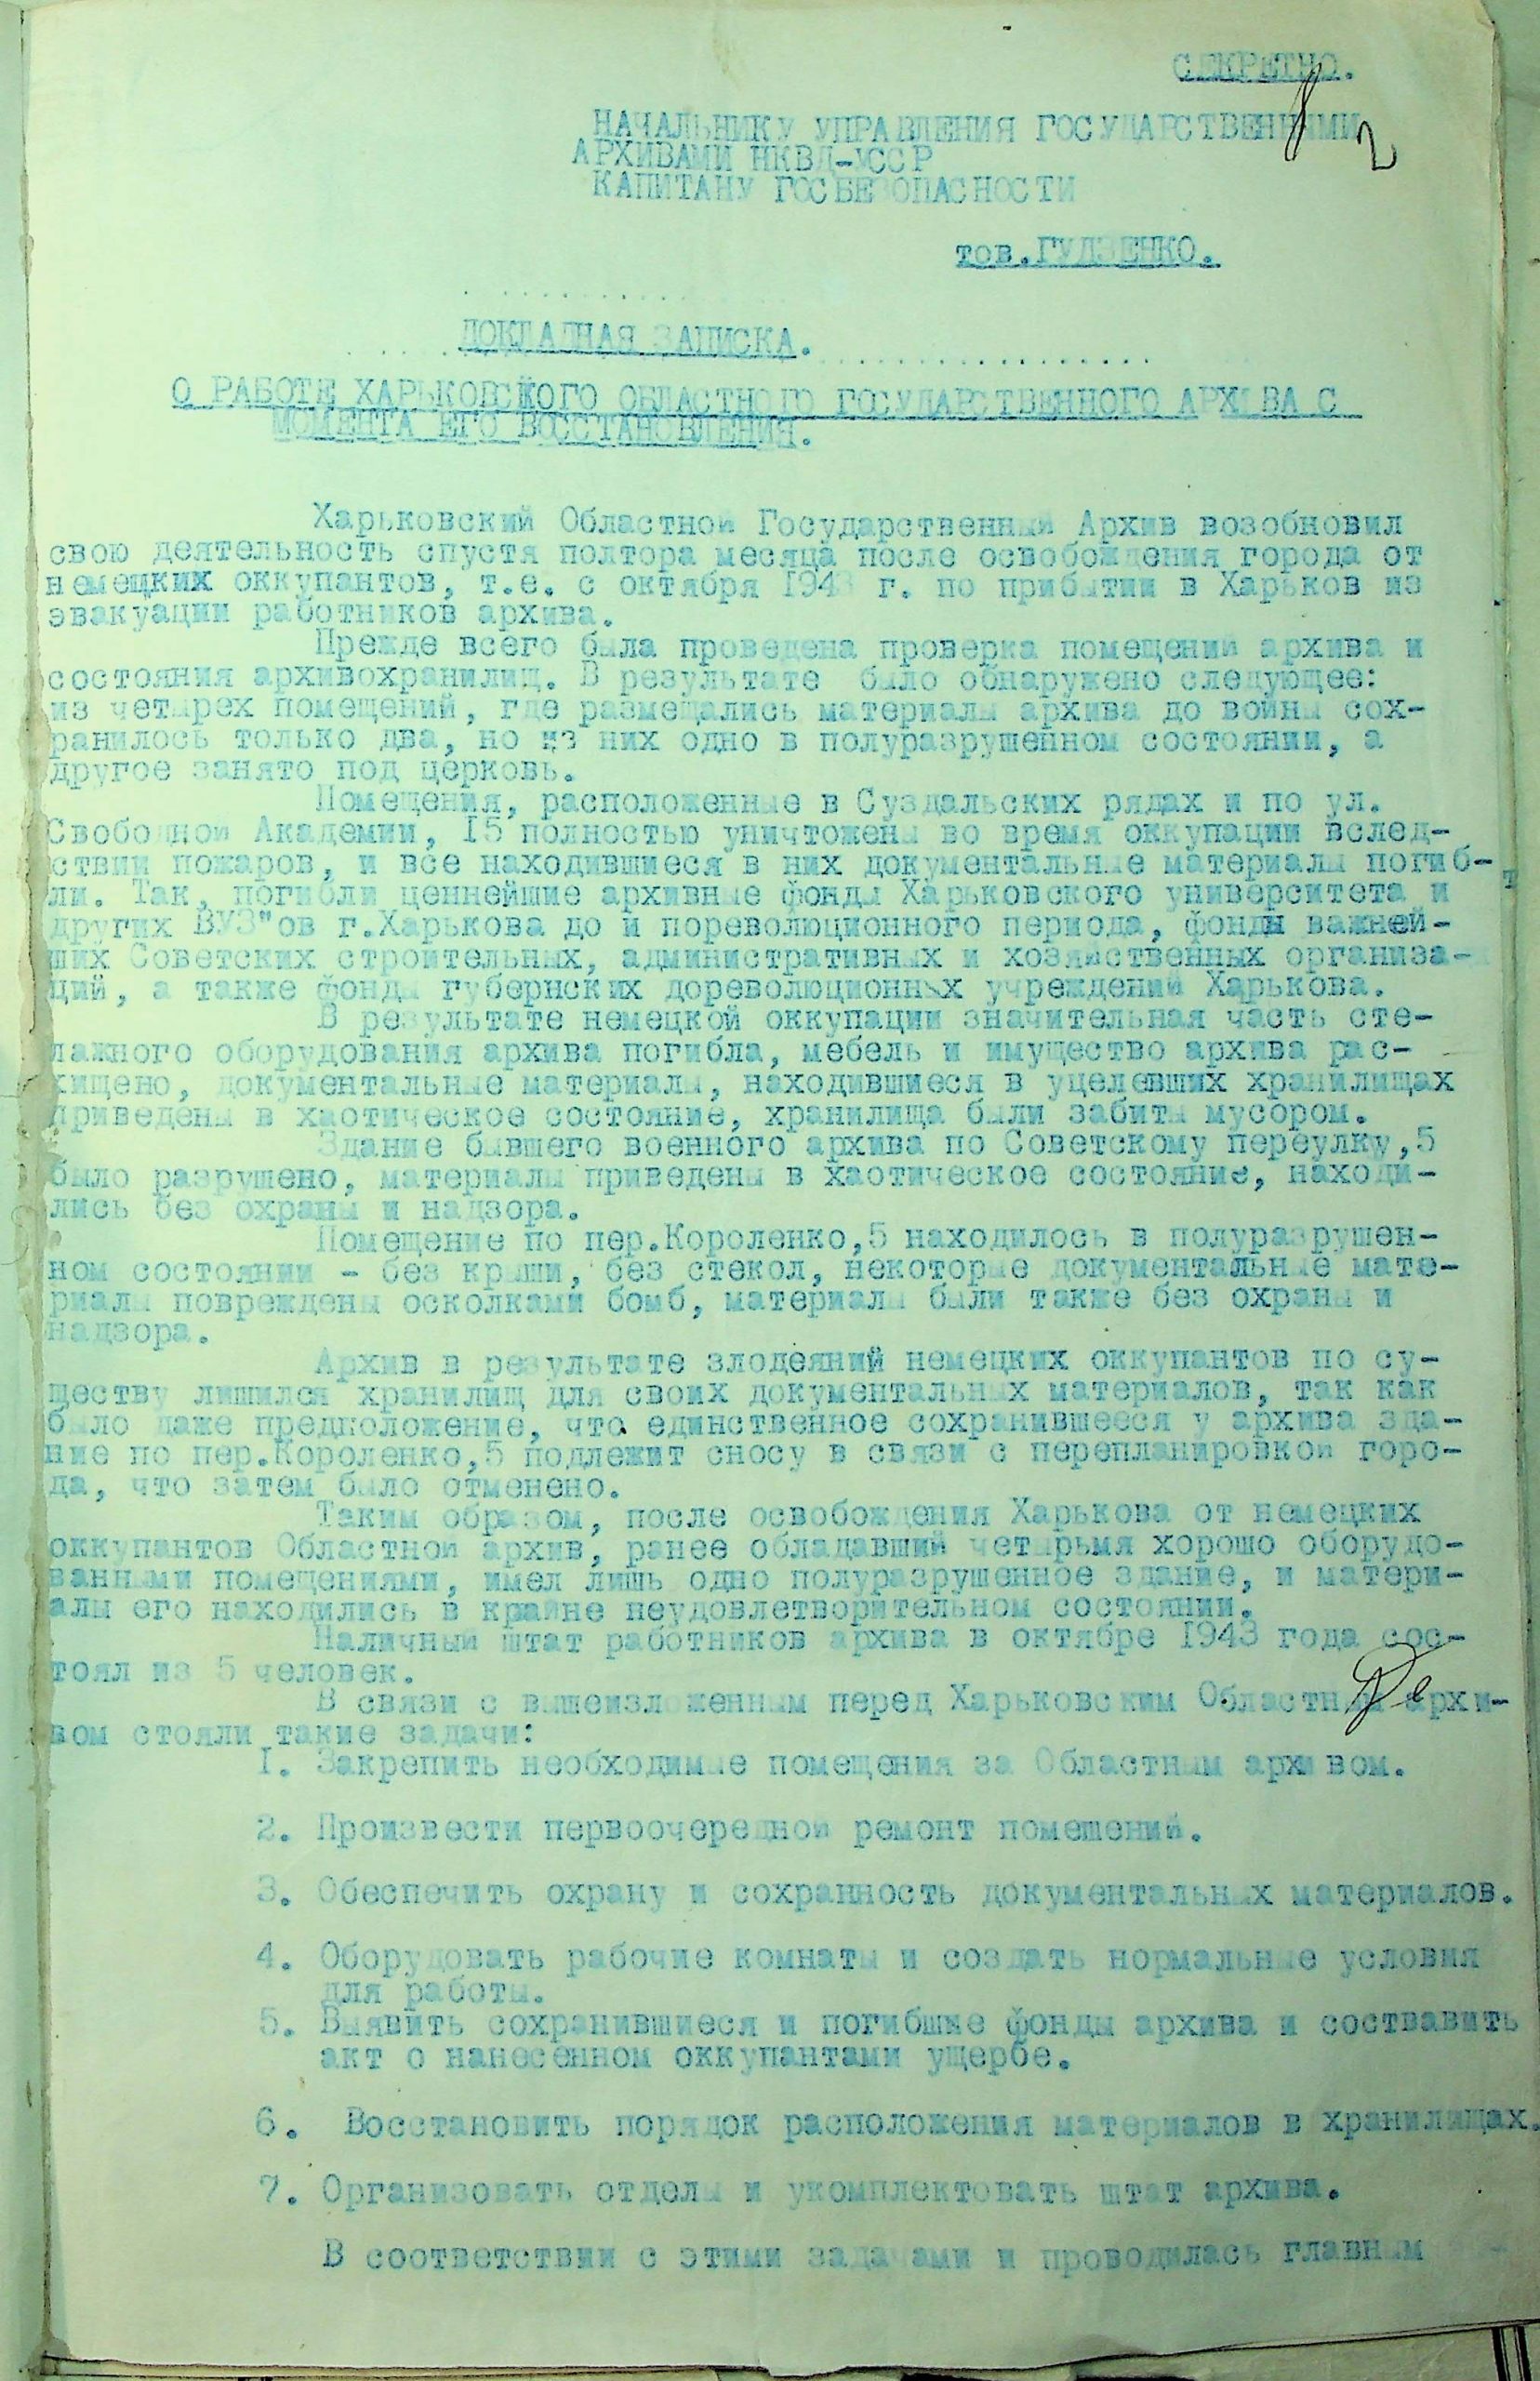 СЕКРЕТНО.
НАЧАЛЬНИКУ УПРАВЛЕНИЯ ГОСУДАРСТВЕННЫМИ
2
АРХИВАМИ НКВД-УССР
КАПИТАНУ ГОСБЕЗОПАСНОСТИ
тов.ГУДЗЕНКО.
ДОКЛАДНАЯ ЗАПИСКА.
О РАБОТЕ ХАРЬКОВСКОГО ОБЛАСТНОГО ГОСУДАРСТВЕННОГО АРХИВА С
МОМЕНТА ЕГО ВОССТАНОВЛЕНИЯ.
Харьковский Областной Государственный Архив возобновил
свою деятельность спустя полтора месяца после освобождения города от
немецких оккупантов, т.е. с октября 1943 г. по прибытии в Харьков из
эвакуации работников архива.
Прежде всего была проведена проверка помещений архива и
состояния архивохранилищ. В результате было обнаружено следующее:
из четырех помещений, где размещались материалы архива до войны сох-
ранилось только два, но из них одно в полуразрушенном состоянии, а
другое занято под церковь.
Помещения, расположенные в Суздальских рядах и по ул.
Свободной Академии, 15 полностью уничтожены во время оккупации вслед-
ствии пожаров, и все находившиеся в них документальные материалы погиб-
ли. Так, погибли ценнейшие архивные фонды Харьковского университета и
других ВУЗ"ов г.Харькова до и пореволюционного периода, фонды важней-
ших Советских строительных, административных и хозяйственных организа-
ций, а также фонды губернских дореволюционных учреждений Харькова.
В результате немецкой оккупации значительная часть сте-
лажного оборудования архива погибла, мебель и имущество архива рас-
хищено, документальные материалы, находившиеся в уцелевших хранилищах
приведены в хаотическое состояние, хранилища были забиты мусором.
Здание бывшего военного архива по Советскому переулку,5
было разрушено, материалы приведены в хаотическое состояние, находи-
лись без охраны и надзора.
Помещение по пер.Короленко,5 находилось в полуразрушен-
ном состоянии - без крыши, без стекол, некоторые документальные мате-
риалы повреждены осколками бомб, материалы были также без охраны и
надзора.
Архив в результате злодеяний немецких оккупантов по су-
ществу лишился хранилищ для своих документальных материалов, так как
было даже предположение, что единственное сохранившееся у архива зда-
ние по пер.Короленко,5 подлежит сносу в связи с перепланировкой горо-
да, что затем было отменено.
Таким образом, после освобождения Харькова от немецких
оккупантов Областной архив, ранее обладавший четырьмя хорошо оборудо-
ванными помещениями, имел лишь одно полуразрушенное здание, и матери-
алы его находились в крайне неудовлетворительном состоянии.
Наличный штат работников архива в октябре 1943 года сос-
тоял из 5 человек.
В связи с вышеизложенным перед Харьковским Областным архи-
вом стояли такие задачи:
1. Закрепить необходимые помещения за Областным архивом.
2. Произвести первоочередной ремонт помещений.
3. Обеспечить охрану и сохранность документальных материалов.
4. Оборудовать рабочие комнаты и создать нормальные условия
для работы.
5. Выявить сохранившиеся и погибшие фонды архива и соствавить
акт о нанесенном оккупантами ущербе.
6. Восстановить порядок расположения материалов в хранилищах.
7. Организовать отделы и укомплектовать штат архива.
В соответствии с этими задачами и проводилась главным